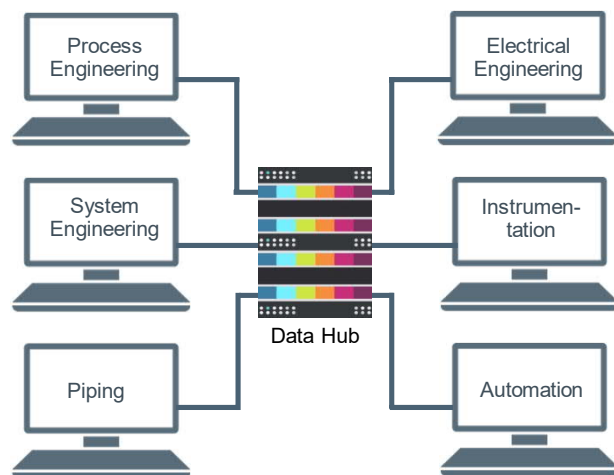 Process
Engineering
Electrical
Engineering
System
Engineering
Instrumen-
tation
Data Hub
Piping
Automation